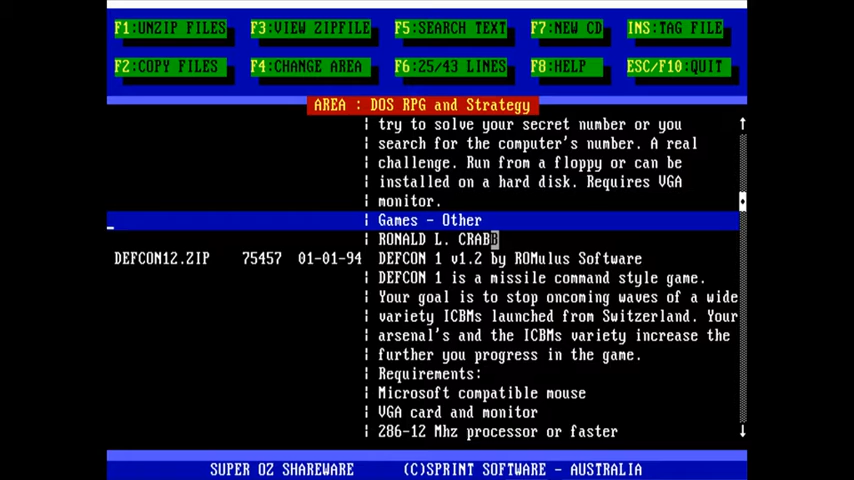 F1:UNZIP FILES F3:VIEW ZIPFILE F5:SEARCH TEXT F7:NEW CD INS:TAG FILE
F2:COPY FILES F4:CHANGE AREA F6:25/43 LINES F8:HELP ESC/F10:QUIT
AREA : DOS RPG and Strategy
| try to solve your secret number or you
| search for the computer's number. A real
| challenge. Run from a floppy or can be
| installed on a hard disk. Requires VGA
| monitor.
| Games - Other
| RONALD L. CRABB
DEFCON12.ZIP 75457 01-01-94 DEFCON 1 v1.2 by ROMulus Software
| DEFCON 1 is a missile command style game.
| Your goal is to stop oncoming waves of a wide
| variety ICBMs launched from Switzerland. Your
| arsenal's and the ICBMs variety increase the
| further you progress in the game.
| Requirements:
| Microsoft compatible mouse
| VGA card and monitor
| 286-12 Mhz processor or faster
SUPER OZ SHAREWARE (C)SPRINT SOFTWARE - AUSTRALIA